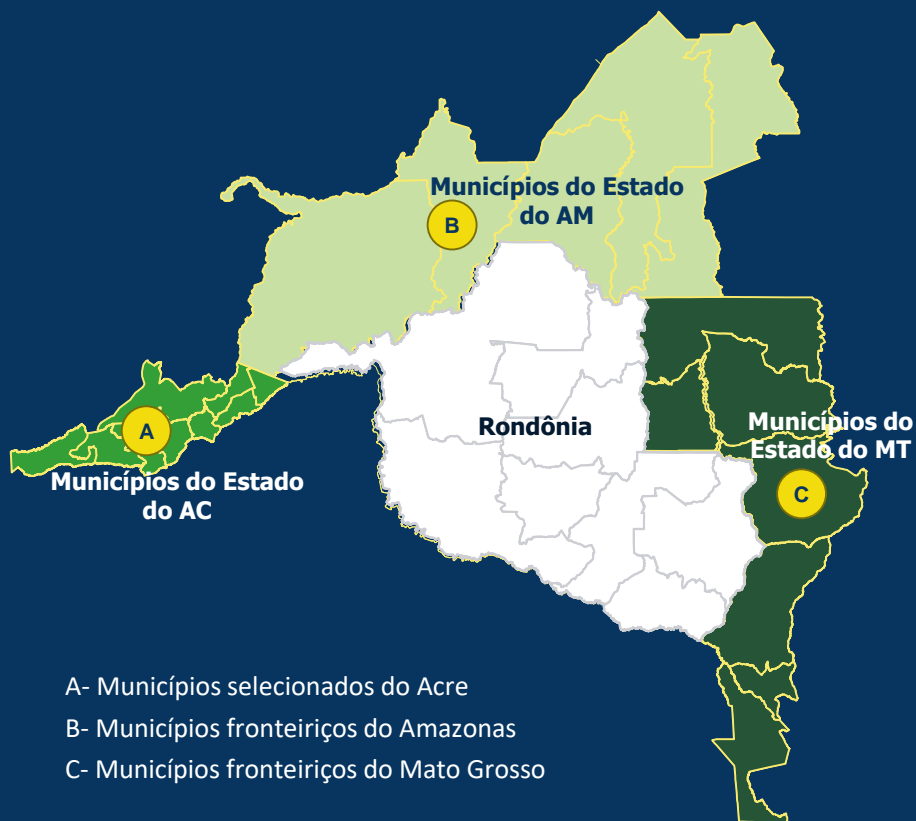 Municípios do Estado
do AM
B
Rondônia
Municípios do
Estado do MT
A
C
Municípios do Estado
do AC
A- Municípios selecionados do Acre
B- Municípios fronteiriços do Amazonas
C- Municípios fronteiriços do Mato Grosso